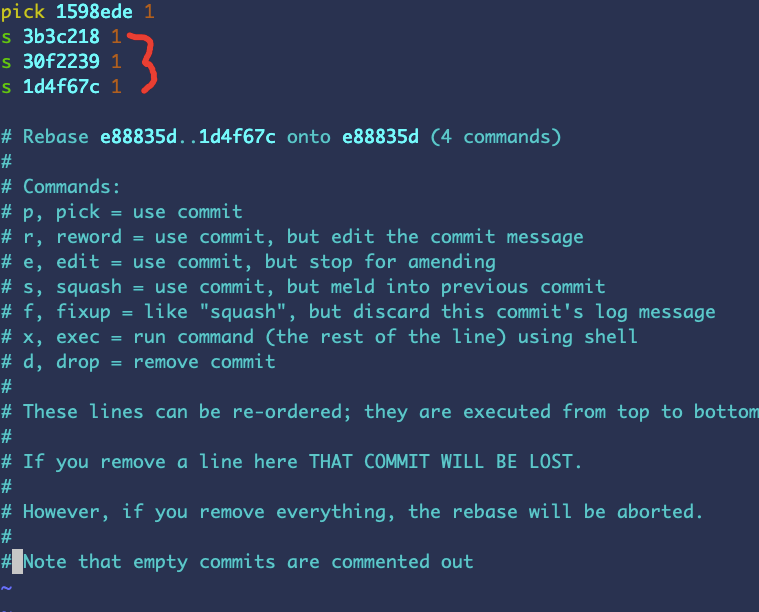 pick 1598ede 1
s 3b3c218 1
s 30f2239 1
s 1d4f67c 1
# Rebase e88835d..1d4f67c onto e88835d (4 commands)
#
# Commands:
# p, pick = use commit
# r, reword = use commit, but edit the commit message
# e, edit = use commit, but stop for amending
# s, squash = use commit, but meld into previous commit
# f, fixup = like "squash", but discard this commit's log message
# x, exec = run command (the rest of the line) using shell
# d, drop = remove commit
#
# These lines can be re-ordered; they are executed from top to bottom
#
# If you remove a line here THAT COMMIT WILL BE LOST.
#
# However, if you remove everything, the rebase will be aborted.
#
# Note that empty commits are commented out
~